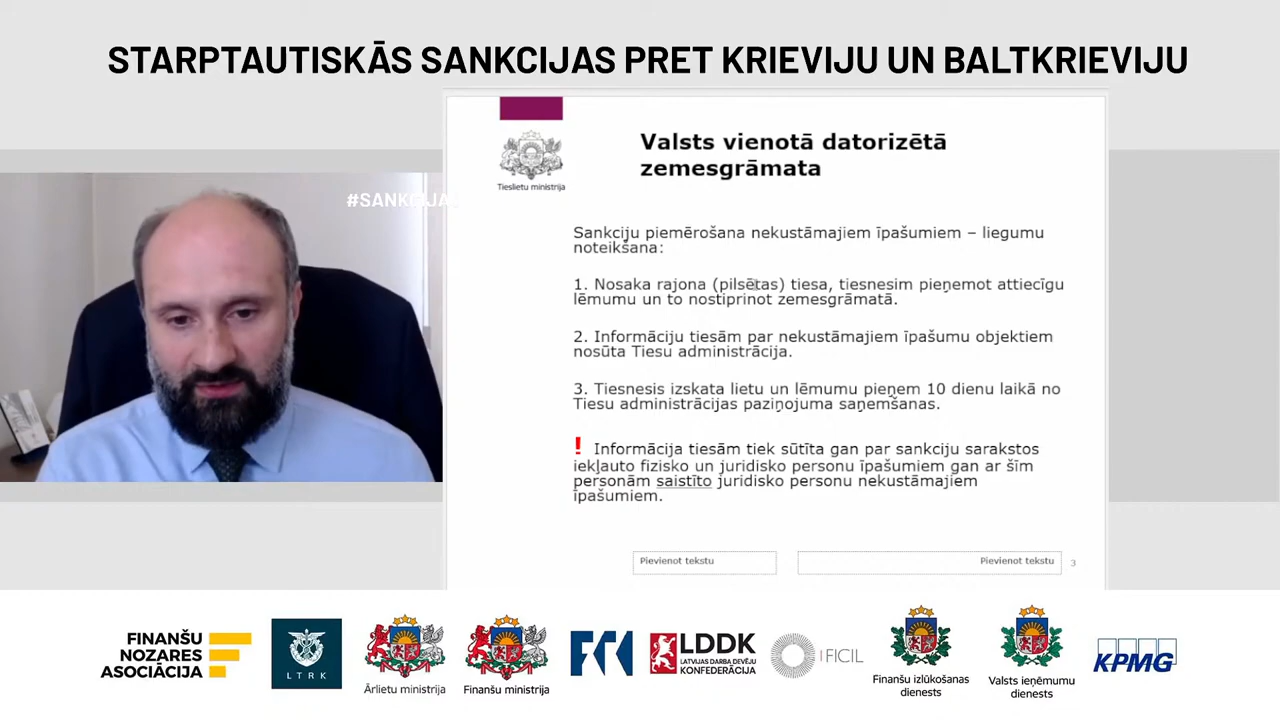 STARPTAUTISKĀS SANKCIJAS PRET KRIEVIJU UN BALTKRIEVIJU
#SANKCIJAS
Tieslietu ministrija
Valsts vienotā datorizētā
zemesgrāmata
Sankciju piemērošana nekustāmajiem īpašumiem – liegumu
noteikšana:
1. Nosaka rajona (pilsētas) tiesa, tiesnesim pieņemot attiecīgu
lēmumu un to nostiprinot zemesgrāmatā.
2. Informāciju tiesām par nekustāmajiem īpašumu objektiem
nosūta Tiesu administrācija.
3. Tiesnesis izskata lietu un lēmumu pieņem 10 dienu laikā no
Tiesu administrācijas paziņojuma saņemšanas.
! Informācija tiesām tiek sūtīta gan par sankciju sarakstos
iekļauto fizisko un juridisko personu īpašumiem gan ar šīm
personām saistīto juridisko personu nekustāmajiem
īpašumiem.
Pievienot tekstu
Pievienot tekstu
3
FINANŠU
NOZARES
ASOCIĀCIJA
LTRK
Ārlietu ministrija
Finanšu ministrija
LDDK
LATVIJAS DARBA DEVĒJU
KONFEDERĀCIJA
FICIL
Finanšu izlūkošanas
dienests
Valsts ieņēmumu
dienests
KPMG